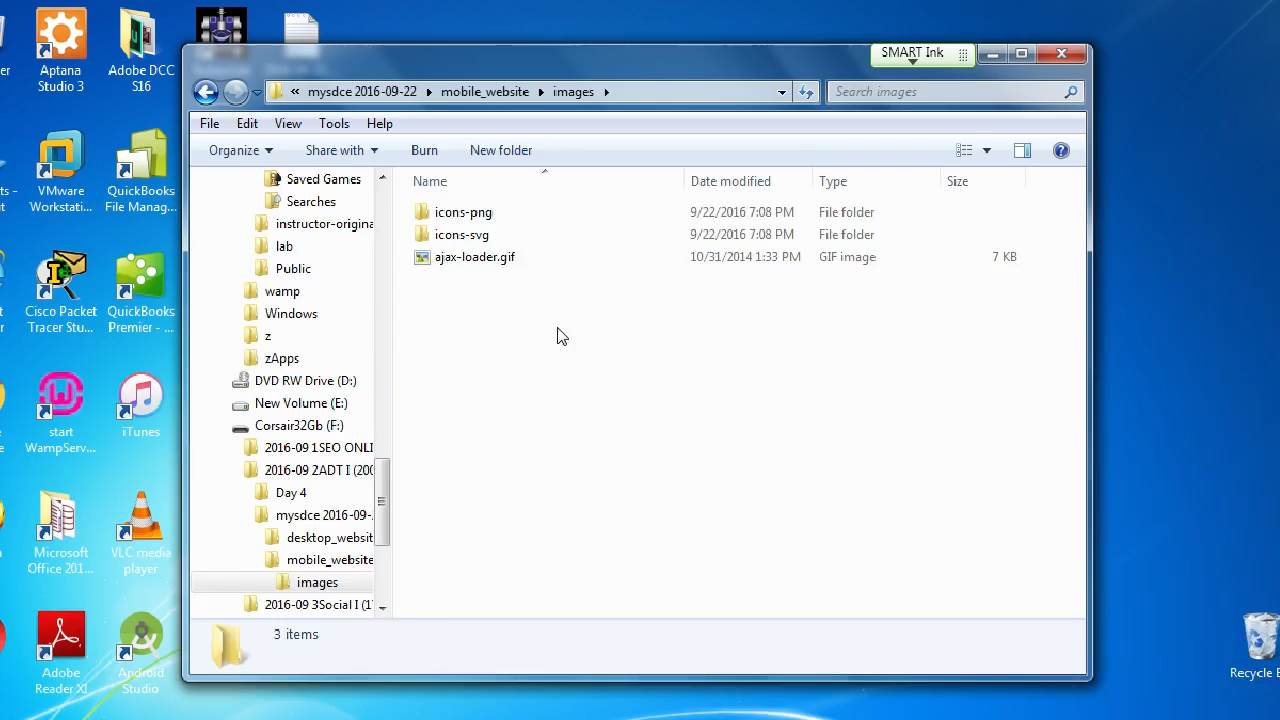 Aptana
Studio 3
Adobe DCC
S16
VMware
Workstati...
QuickBooks
File Manag...
Cisco Packet
Tracer Stu...
QuickBooks
Premier - ...
start
WampServ...
iTunes
Microsoft
Office 201...
VLC media
player
Adobe
Reader XI
Android
Studio
SMART Ink
« mysdce 2016-09-22 mobile_website images
Search images
File Edit View Tools Help
Organize Share with Burn New folder
Saved Games
Searches
instructor-origina
lab
Public
wamp
Windows
z
zApps
DVD RW Drive (D:)
New Volume (E:)
Corsair32Gb (F:)
2016-09 1SEO ONLI
2016-09 2ADT I (200
Day 4
mysdce 2016-09-
desktop_websit
mobile_website
images
2016-09 3Social I (1
Name Date modified Type Size
icons-png 9/22/2016 7:08 PM File folder
icons-svg 9/22/2016 7:08 PM File folder
ajax-loader.gif 10/31/2014 1:33 PM GIF image 7 KB
3 items
Recycle